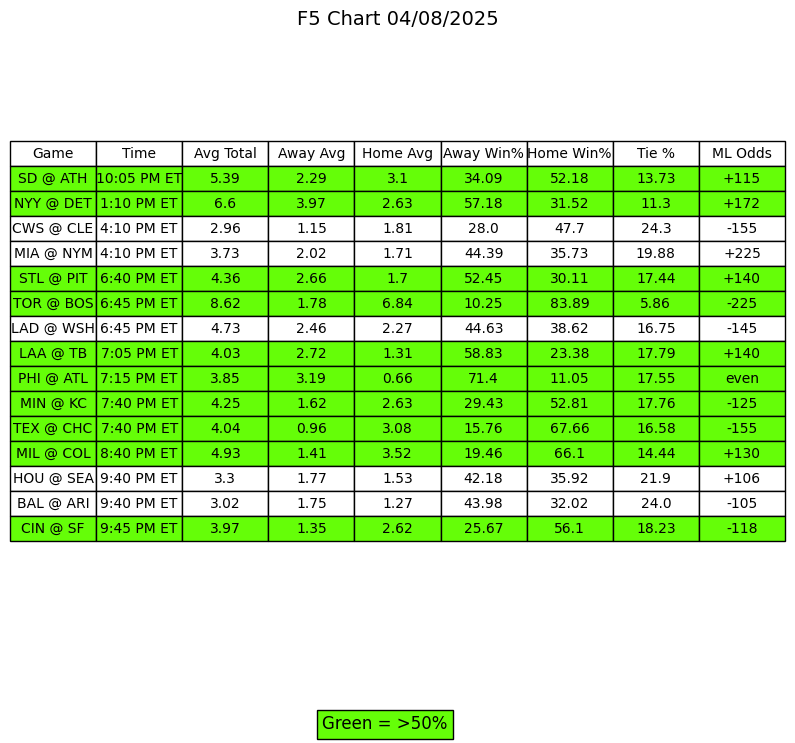 F5 Chart 04/08/2025
Game Time Avg Total Away Avg Home Avg Away Win% Home Win% Tie % ML Odds
SD @ ATH 10:05 PM ET 5.39 2.29 3.1 34.09 52.18 13.73 +115
NYY @ DET 1:10 PM ET 6.6 3.97 2.63 57.18 31.52 11.3 +172
CWS @ CLE 4:10 PM ET 2.96 1.15 1.81 28.0 47.7 24.3 -155
MIA @ NYM 4:10 PM ET 3.73 2.02 1.71 44.39 35.73 19.88 +225
STL @ PIT 6:40 PM ET 4.36 2.66 1.7 52.45 30.11 17.44 +140
TOR @ BOS 6:45 PM ET 8.62 1.78 6.84 10.25 83.89 5.86 -225
LAD @ WSH 6:45 PM ET 4.73 2.46 2.27 44.63 38.62 16.75 -145
LAA @ TB 7:05 PM ET 4.03 2.72 1.31 58.83 23.38 17.79 +140
PHI @ ATL 7:15 PM ET 3.85 3.19 0.66 71.4 11.05 17.55 even
MIN @ KC 7:40 PM ET 4.25 1.62 2.63 29.43 52.81 17.76 -125
TEX @ CHC 7:40 PM ET 4.04 0.96 3.08 15.76 67.66 16.58 -155
MIL @ COL 8:40 PM ET 4.93 1.41 3.52 19.46 66.1 14.44 +130
HOU @ SEA 9:40 PM ET 3.3 1.77 1.53 42.18 35.92 21.9 +106
BAL @ ARI 9:40 PM ET 3.02 1.75 1.27 43.98 32.02 24.0 -105
CIN @ SF 9:45 PM ET 3.97 1.35 2.62 25.67 56.1 18.23 -118
Green = >50%